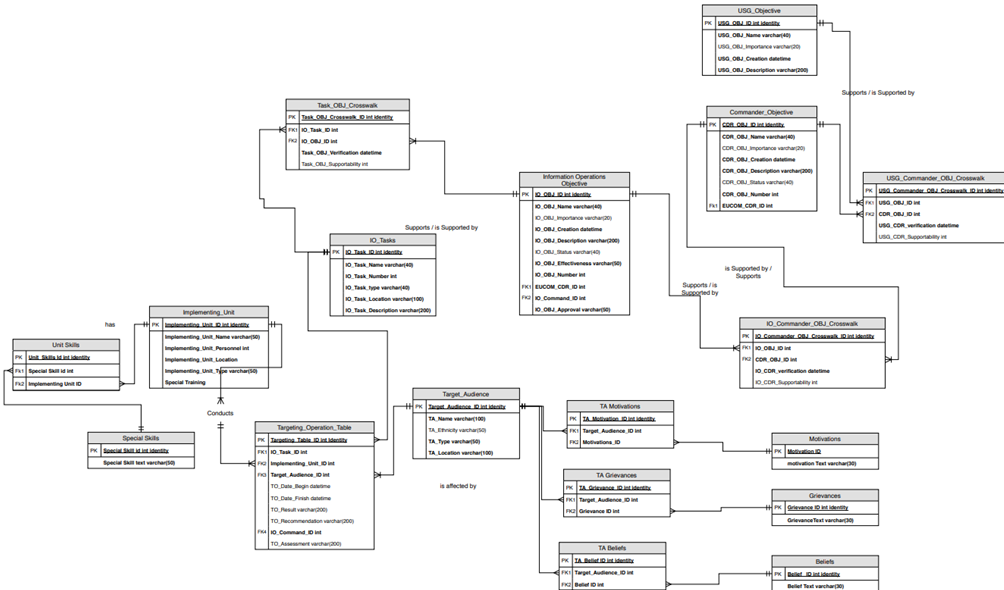 USG_Objective
PK USG_OBJ_ID int identity
USG_OBJ_Name varchar(40)
USG_OBJ_Importance varchar(20)
USG_OBJ_Creation datetime
USG_OBJ_Description varchar(200)
Supports / is Supported by
Task_OBJ_Crosswalk
PK Task_OBJ_Crosswalk_ID int identity
FK1 IO_Task_ID int
FK2 IO_OBJ_ID int
Task_OBJ_Verification datetime
Task_OBJ_Supportability int
Commander_Objective
PK CDR_OBJ_ID int identity
CDR_OBJ_Name varchar(40)
CDR_OBJ_Importance varchar(20)
CDR_OBJ_Creation datetime
CDR_OBJ_Description varchar(200)
CDR_OBJ_Status varchar(40)
CDR_OBJ_Number int
Fk1 EUCOM_CDR_ID int
USG_Commander_OBJ_Crosswalk
PK USG_Commander_OBJ_Crosswalk_ID int identity
FK1 USG_OBJ_ID int
FK2 CDR_OBJ_ID int
USG_CDR_verification datetime
USG_CDR_Supportability int
Information Operations
Objective
PK IO_OBJ_ID int identity
IO_OBJ_Name varchar(40)
IO_OBJ_Importance varchar(20)
IO_OBJ_Creation datetime
IO_OBJ_Description varchar(200)
IO_OBJ_Status varchar(40)
IO_OBJ_Effectiveness varchar(50)
IO_OBJ_Number int
FK1 EUCOM_CDR_ID int
FK2 IO_Command_ID int
IO_OBJ_Approval varchar(50)
Supports / is Supported by
IO_Tasks
PK IO_Task_ID int identity
IO_Task_Name varchar(40)
IO_Task_Number int
IO_Task_type varchar(40)
IO_Task_Location varchar(100)
IO_Task_Description varchar(200)
is Supported by /
Supports
Supports / is
Supported by
IO_Commander_OBJ_Crosswalk
PK IO_Commander_OBJ_Crosswalk_ID int identity
FK1 IO_OBJ_ID int
FK2 CDR_OBJ_ID int
IO_CDR_verification datetime
IO_CDR_Supportability int
Implementing_Unit
PK Implementing_Unit_ID int identity
Implementing_Unit_Name varchar(50)
Implementing_Unit_Personnel int
Implementing_Unit_Location
Implementing_Unit_Type varchar(50)
Special Training
has
Unit Skills
PK Unit_Skills Id int identity
Fk1 Special Skill id int
Fk2 Implementing Unit ID
Special Skills
PK Special Skill id int identity
Special Skill text varchar(50)
Conducts
Targeting_Operation_Table
PK Targeting_Table_ID int Identity
FK1 IO_Task_ID int
FK2 Implementing_Unit_ID int
FK3 Target_Audience_ID int
TO_Date_Begin datetime
TO_Date_Finish datetime
TO_Result varchar(200)
TO_Recommendation varchar(200)
FK4 IO_Command_ID int
TO_Assessment varchar(200)
Target_Audience
PK Target_Audience_ID int identity
TA_Name varchar(100)
TA_Ethnicity varchar(50)
TA_Type varchar(50)
TA_Location varchar(100)
is affected by
TA Motivations
PK TA_Motivation_ID int identity
FK1 Target_Audience_ID int
FK2 Motivations_ID
Motivations
PK Motivation ID
motivation Text varchar(30)
TA Grievances
PK TA_Grievance_ID int identity
FK1 Target_Audience_ID int
FK2 Grievance ID int
Grievances
PK Grievance ID int identity
GrievanceText varchar(30)
TA Beliefs
PK TA_Belief ID int identity
FK1 Target_Audience_ID int
FK2 Belief ID int
Beliefs
PK Belief_ ID int identity
Belief Text varchar(30)